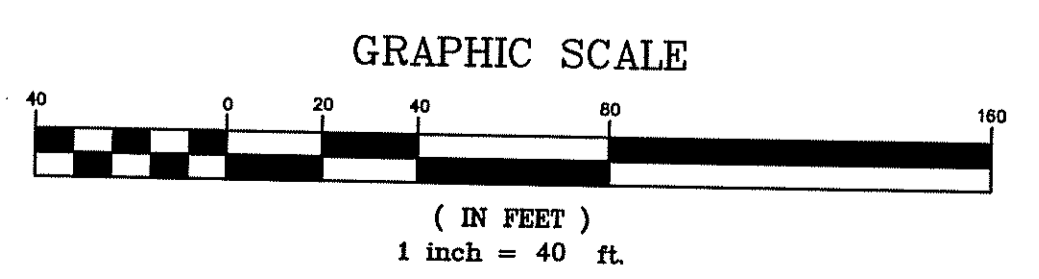 GRAPHIC SCALE
40 0 20 40 80 160
( IN FEET )
1 inch = 40 ft.